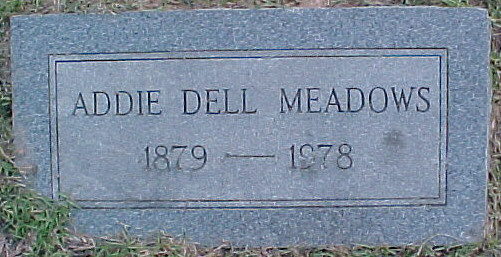 ADDIE DELL MEADOWS
1879 — 1978